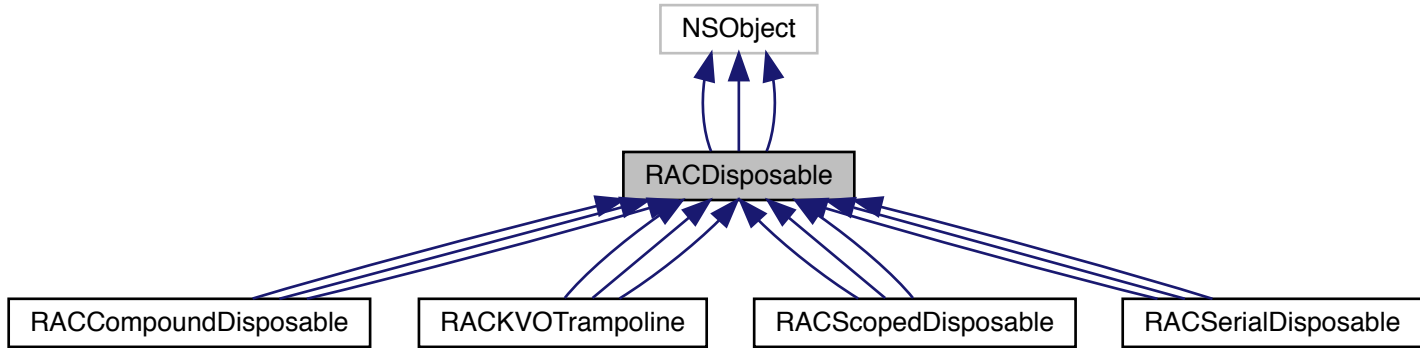 NSObject
RACDisposable
RACCompoundDisposable
RACKVOTrampoline
RACScopedDisposable
RACSerialDisposable